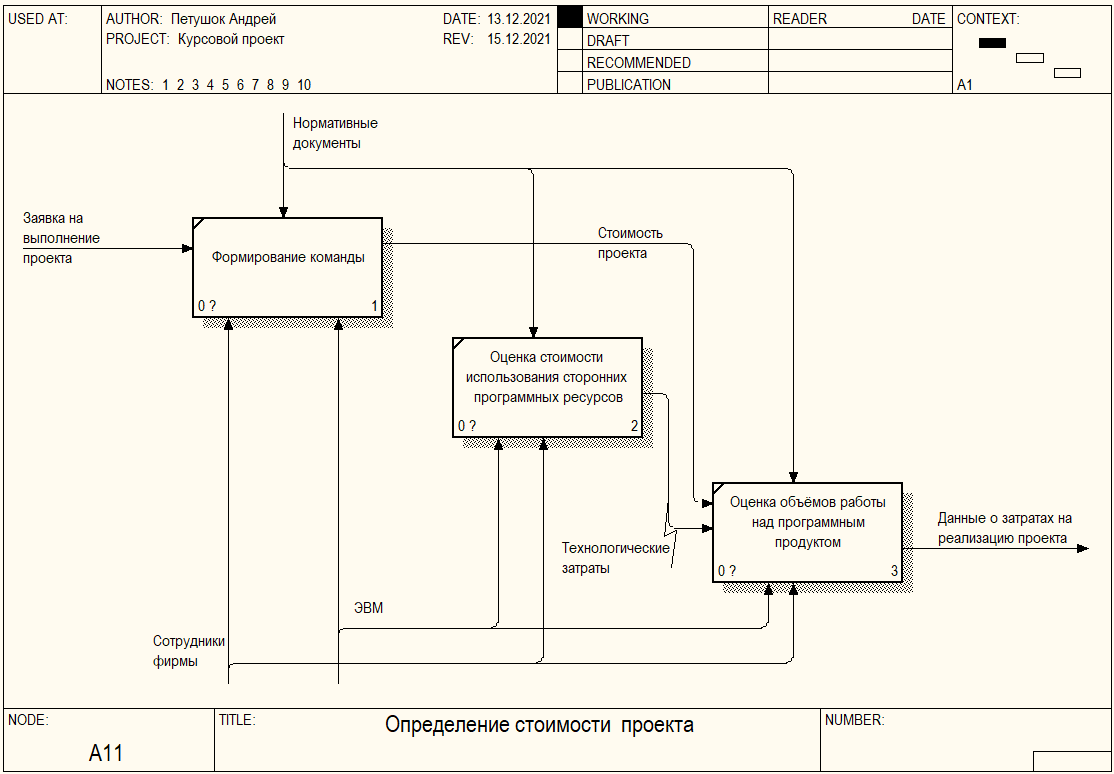 USED AT:
AUTHOR: Петушок Андрей
DATE: 13.12.2021
PROJECT: Курсовой проект
REV: 15.12.2021
NOTES: 1 2 3 4 5 6 7 8 9 10
WORKING
DRAFT
RECOMMENDED
PUBLICATION
READER
DATE
CONTEXT:
A1
Нормативные
документы
Заявка на
выполнение
проекта
Формирование команды
0 ?
1
Стоимость
проекта
Оценка стоимости
использования сторонних
программных ресурсов
0 ?
2
Оценка объёмов работы
над программным
продуктом
0 ?
3
Данные о затратах на
реализацию проекта
Технологические
затраты
ЭВМ
Сотрудники
фирмы
NODE:
A11
TITLE:
Определение стоимости проекта
NUMBER: